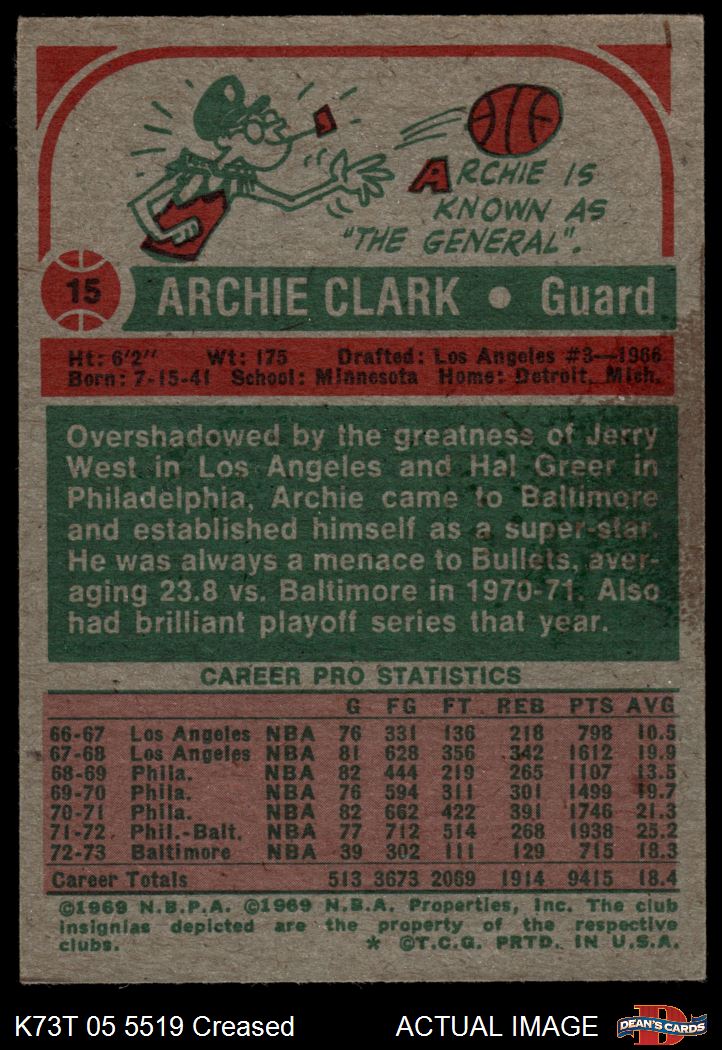 ARCHIE IS
KNOWN AS
"THE GENERAL".
15 ARCHIE CLARK • Guard
Ht: 6'2" Wt: 175 Drafted: Los Angeles #3—1966
Born: 7-15-41 School: Minnesota Home: Detroit, Mich.
Overshadowed by the greatness of Jerry
West in Los Angeles and Hal Greer in
Philadelphia, Archie came to Baltimore
and established himself as a super-star.
He was always a menace to Bullets, aver-
aging 23.8 vs. Baltimore in 1970-71. Also
had brilliant playoff series that year.
CAREER PRO STATISTICS
G FG FT REB PTS AVG
66-67 Los Angeles NBA 76 331 136 218 798 10.5
67-68 Los Angeles NBA 81 628 356 342 1612 19.9
68-69 Phila. NBA 82 444 219 265 1107 13.5
69-70 Phila. NBA 76 594 311 301 1499 19.7
70-71 Phila. NBA 82 662 422 391 1746 21.3
71-72 Phil.-Balt. NBA 77 712 514 268 1938 25.2
72-73 Baltimore NBA 39 302 111 129 715 18.3
Career Totals 513 3673 2069 1914 9415 18.4
©1969 N.B.P.A. ©1969 N.B.A. Properties, Inc. The club
insignias depicted are the property of the respective
clubs. * ©T.C.G. PRTD. IN U.S.A.
K73T 05 5519 Creased ACTUAL IMAGE
D
DEAN'S CARDS